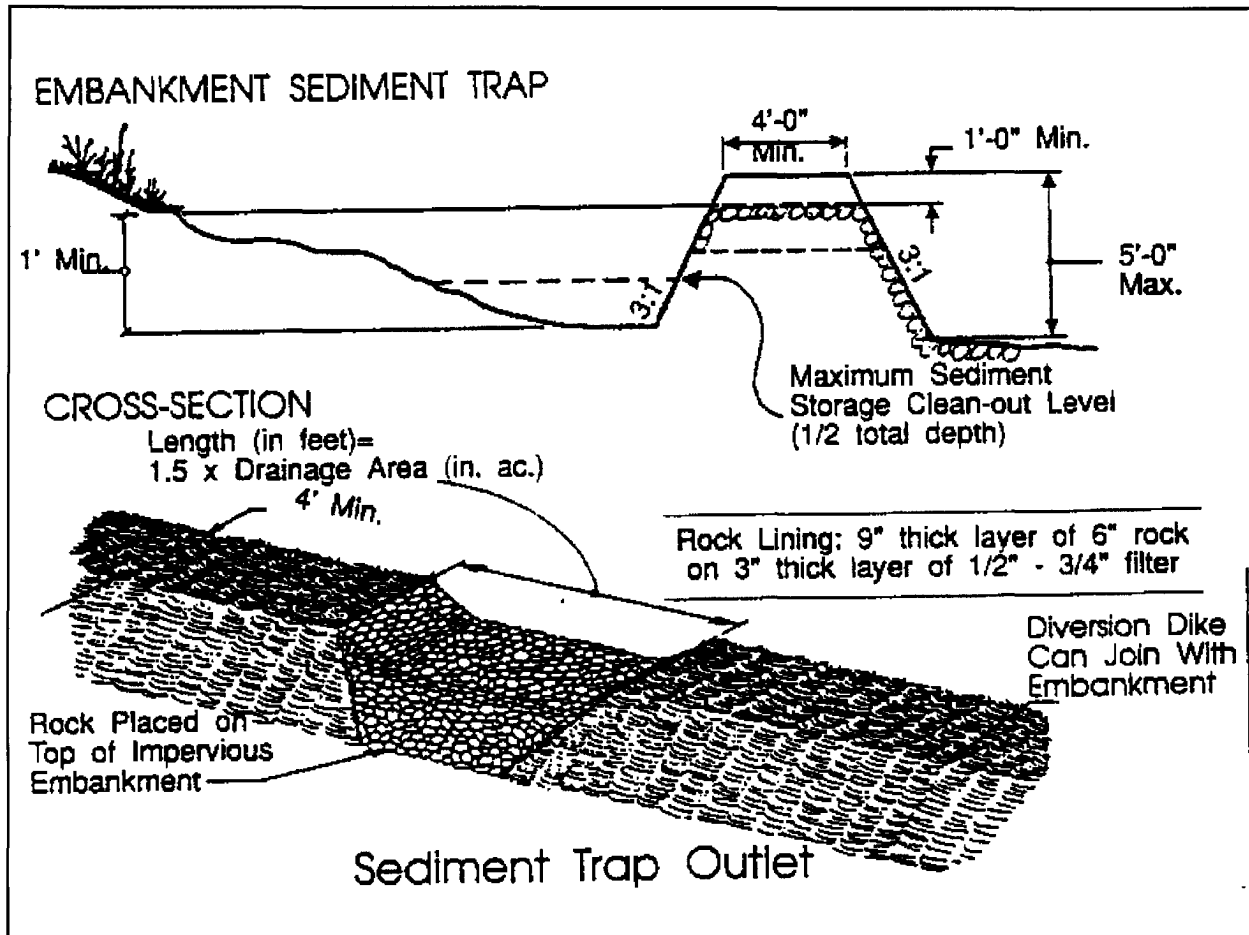 EMBANKMENT SEDIMENT TRAP
4'-0"
Min.
1'-0" Min.
1' Min.
3:1
3:1
5'-0"
Max.
Maximum Sediment
Storage Clean-out Level
(1/2 total depth)
CROSS-SECTION
Length (in feet)=
1.5 x Drainage Area (in. ac.)
4' Min.
Rock Lining: 9" thick layer of 6" rock
on 3" thick layer of 1/2" - 3/4" filter
Diversion Dike
Can Join With
Embankment
Rock Placed on
Top of Impervious
Embankment
Sediment Trap Outlet